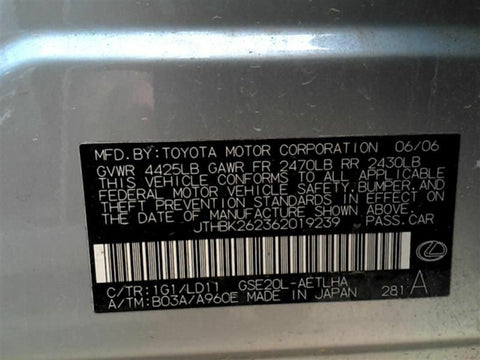 MFD. BY: TOYOTA MOTOR CORPORATION 06/06
GVWR 4425LB GAWR FR 2470LB RR 2430LB
THIS VEHICLE CONFORMS TO ALL APPLICABLE
FEDERAL MOTOR VEHICLE SAFETY, BUMPER, AND
THEFT PREVENTION STANDARDS IN EFFECT ON
THE DATE OF MANUFACTURE SHOWN ABOVE.
JTHBK262362019239 PASS.CAR
C/TR: 1G1/LD11 GSE20L-AETLHA
A/TM: B03A/A960E MADE IN JAPAN 281 A